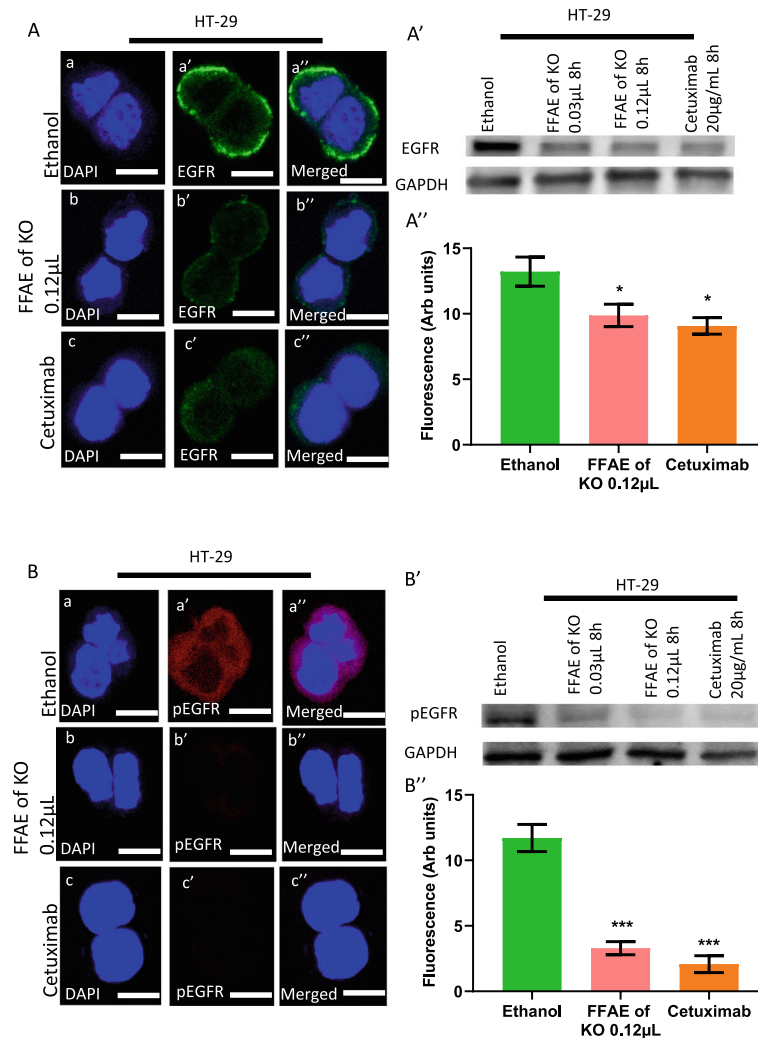 HT-29
A
a
a'
a''
Ethanol
DAPI
EGFR
Merged
b
b'
b''
FFAE of KO
0.12µL
DAPI
EGFR
Merged
c
c'
c''
Cetuximab
DAPI
EGFR
Merged
A'
HT-29
Ethanol
FFAE of KO
0.03µL 8h
FFAE of KO
0.12µL 8h
Cetuximab
20µg/mL 8h
EGFR
GAPDH
A''
Fluorescence (Arb units)
15
10
5
0
*
*
Ethanol
FFAE of
KO 0.12µL
Cetuximab
HT-29
B
a
a'
a''
Ethanol
DAPI
pEGFR
Merged
b
b'
b''
FFAE of KO
0.12µL
DAPI
pEGFR
Merged
c
c'
c''
Cetuximab
DAPI
pEGFR
Merged
B'
HT-29
Ethanol
FFAE of KO
0.03µL 8h
FFAE of KO
0.12µL 8h
Cetuximab
20µg/mL 8h
pEGFR
GAPDH
B''
Fluorescence (Arb units)
15
10
5
0
***
***
Ethanol
FFAE of
KO 0.12µL
Cetuximab